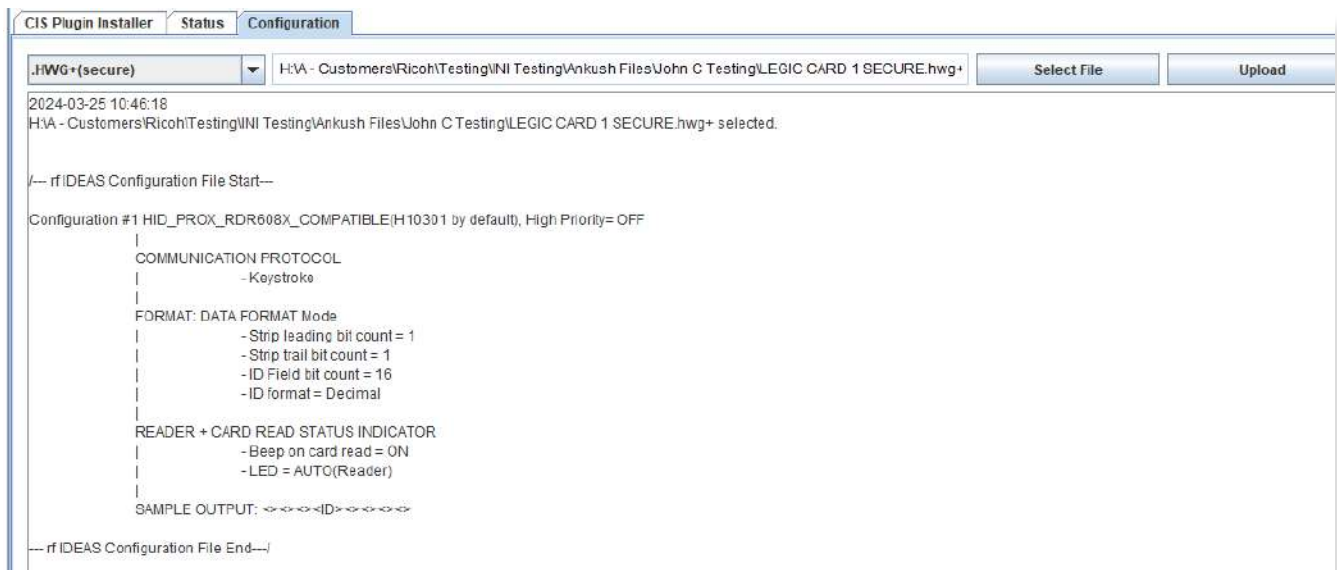 CIS Plugin Installer Status Configuration
.HWG+(secure) H:\A - Customers\Ricoh\Testing\INI Testing\Ankush Files\John C Testing\LEGIC CARD 1 SECURE.hwg+ Select File Upload
2024-03-25 10:46:18
H:\A - Customers\Ricoh\Testing\INI Testing\Ankush Files\John C Testing\LEGIC CARD 1 SECURE.hwg+ selected.
/--- rf IDEAS Configuration File Start---
Configuration #1 HID_PROX_RDR608X_COMPATIBLE(H10301 by default), High Priority= OFF
|
COMMUNICATION PROTOCOL
| - Keystroke
|
FORMAT: DATA FORMAT Mode
| - Strip leading bit count = 1
| - Strip trail bit count = 1
| - ID Field bit count = 16
| - ID format = Decimal
|
READER + CARD READ STATUS INDICATOR
| - Beep on card read = ON
| - LED = AUTO(Reader)
|
SAMPLE OUTPUT: <> <> <> <ID> <> <> <> <>
--- rf IDEAS Configuration File End---/